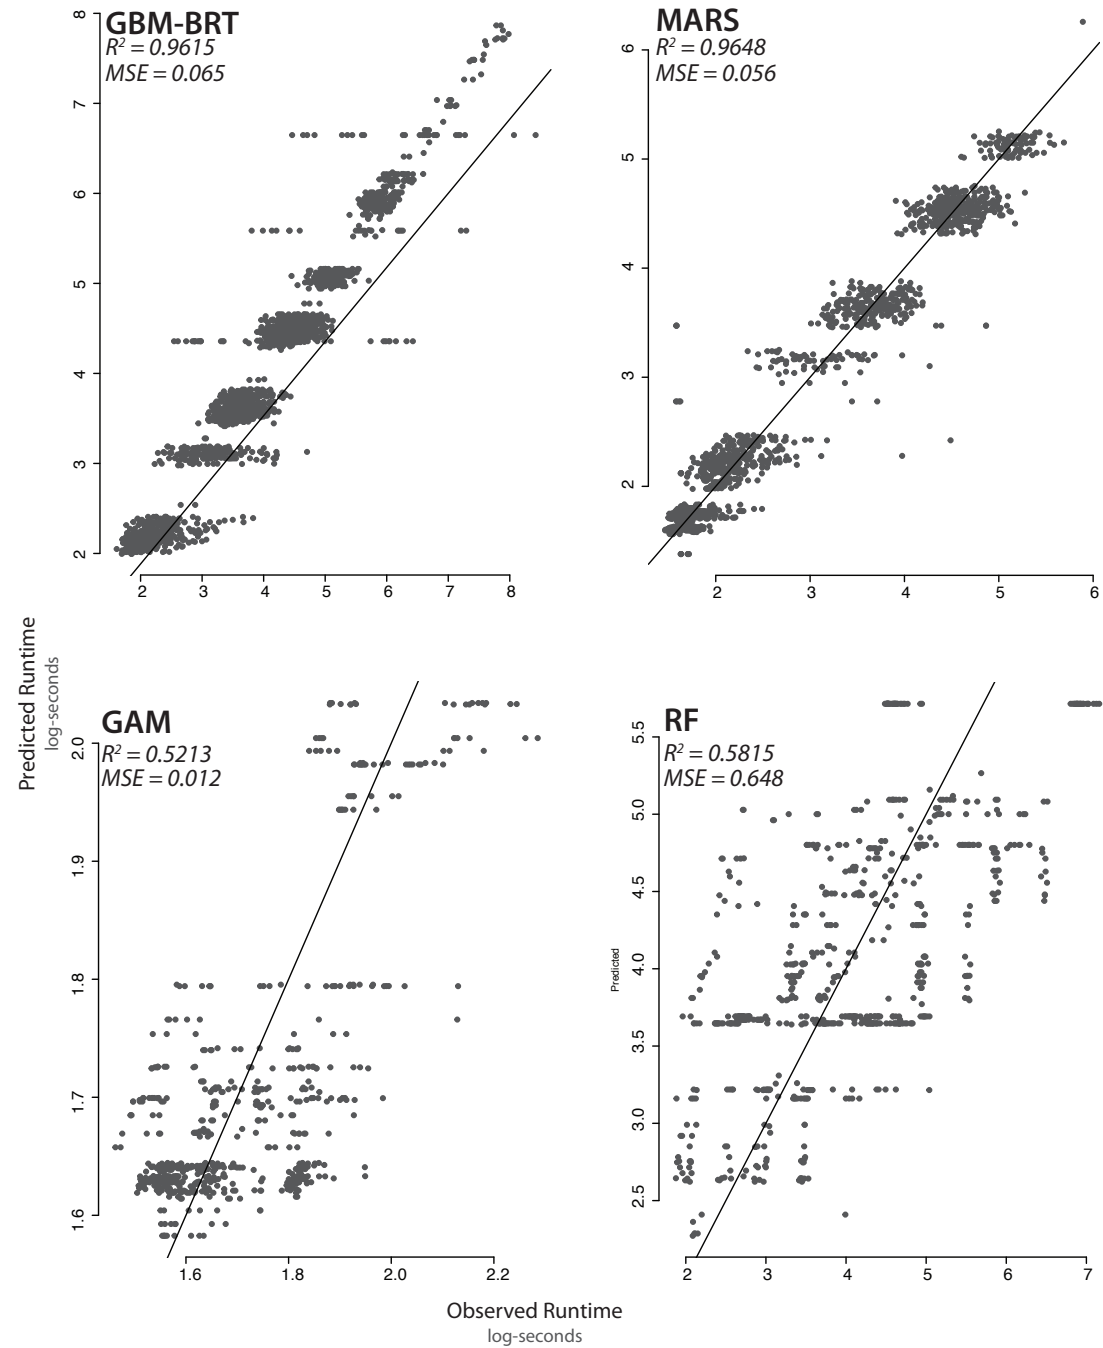 GBM-BRT
R² = 0.9615
MSE = 0.065
8
7
6
5
4
3
2
2 3 4 5 6 7 8
MARS
R² = 0.9648
MSE = 0.056
6
5
4
3
2
2 3 4 5 6
Predicted Runtime
log-seconds
GAM
R² = 0.5213
MSE = 0.012
2.0
1.9
1.8
1.7
1.6
1.6 1.8 2.0 2.2
RF
R² = 0.5815
MSE = 0.648
Predicted
5.5
5.0
4.5
4.0
3.5
3.0
2.5
2 3 4 5 6 7
Observed Runtime
log-seconds